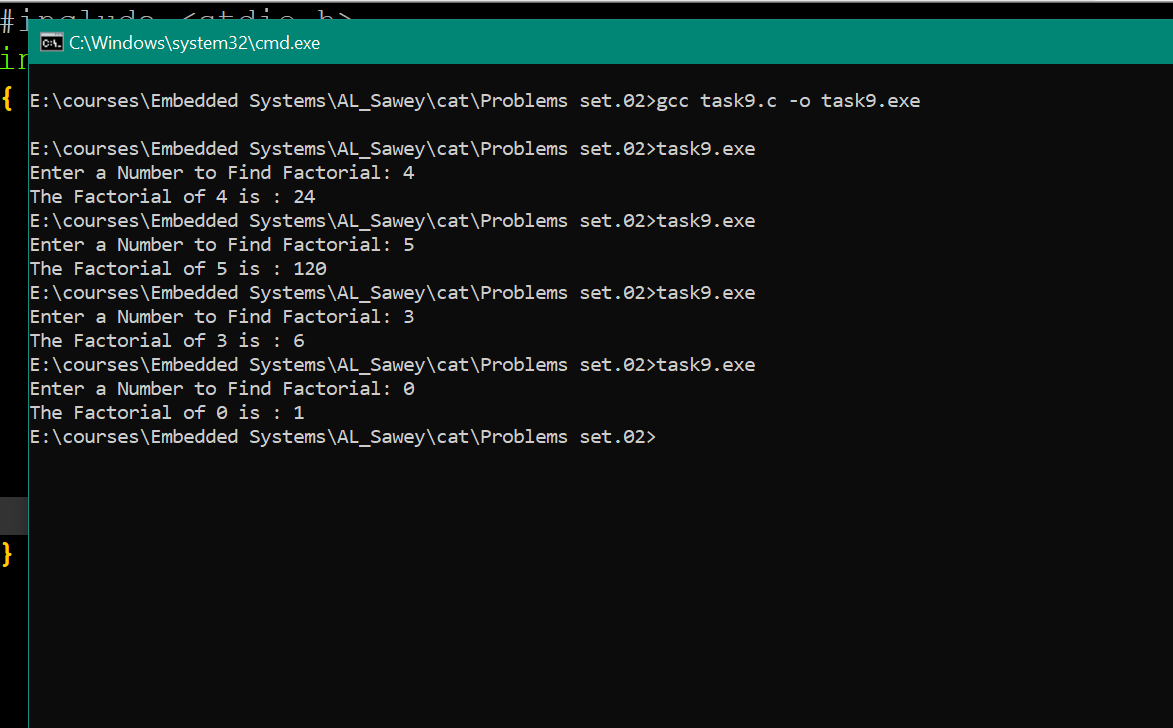 #include <stdio.h>
C:\Windows\system32\cmd.exe
in
{
E:\courses\Embedded Systems\AL_Sawey\cat\Problems set.02>gcc task9.c -o task9.exe
E:\courses\Embedded Systems\AL_Sawey\cat\Problems set.02>task9.exe
Enter a Number to Find Factorial: 4
The Factorial of 4 is : 24
E:\courses\Embedded Systems\AL_Sawey\cat\Problems set.02>task9.exe
Enter a Number to Find Factorial: 5
The Factorial of 5 is : 120
E:\courses\Embedded Systems\AL_Sawey\cat\Problems set.02>task9.exe
Enter a Number to Find Factorial: 3
The Factorial of 3 is : 6
E:\courses\Embedded Systems\AL_Sawey\cat\Problems set.02>task9.exe
Enter a Number to Find Factorial: 0
The Factorial of 0 is : 1
E:\courses\Embedded Systems\AL_Sawey\cat\Problems set.02>
}